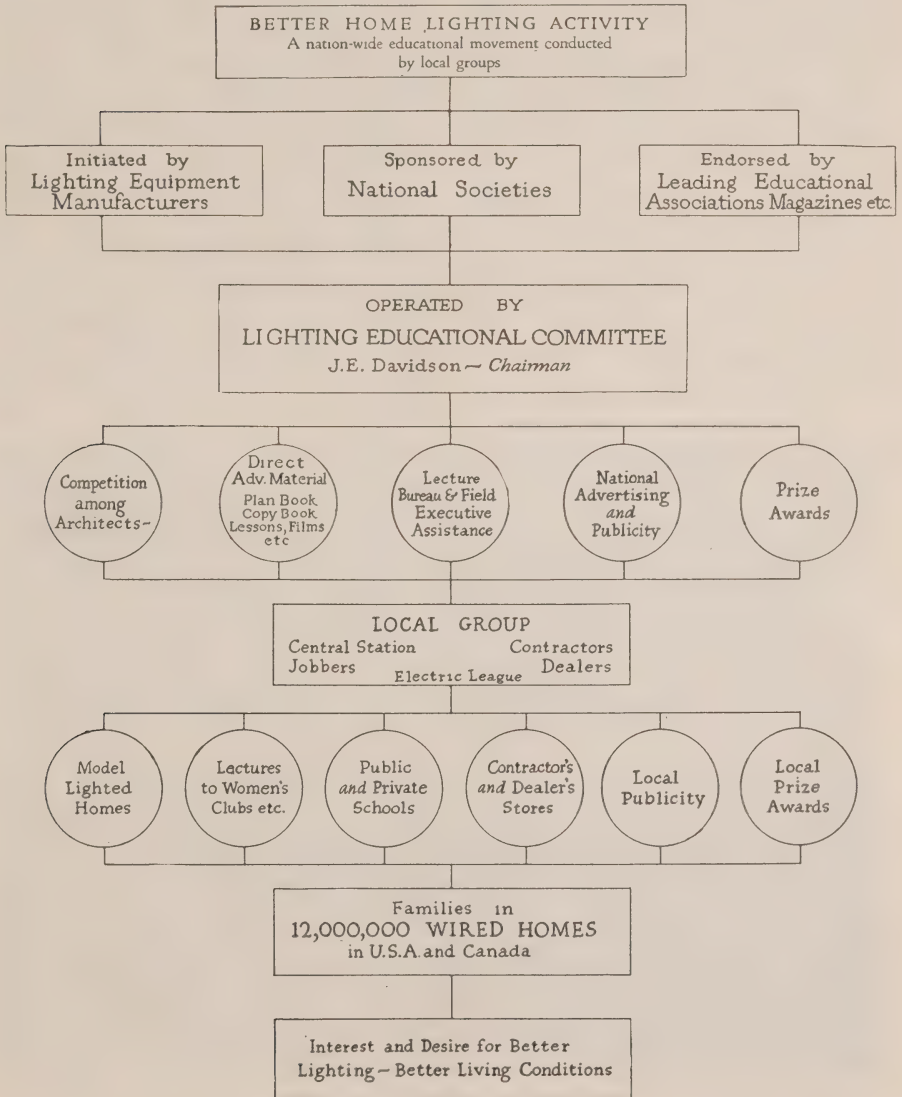 BETTER HOME LIGHTING ACTIVITY
A nation-wide educational movement conducted
by local groups
Initiated by
Lighting Equipment
Manufacturers
Sponsored by
National Societies
Endorsed by
Leading Educational
Associations Magazines etc.
OPERATED BY
LIGHTING EDUCATIONAL COMMITTEE
J.E. Davidson — Chairman
Competition
among
Architects-
Direct
Adv. Material
Plan Book
Copy Book
Lessons, Films
etc
Lecture
Bureau & Field
Executive
Assistance
National
Advertising
and
Publicity
Prize
Awards
LOCAL GROUP
Central Station Contractors
Jobbers Dealers
Electric League
Model
Lighted
Homes
Lectures
to Women's
Clubs etc.
Public
and Private
Schools
Contractor's
and Dealer's
Stores
Local
Publicity
Local
Prize
Awards
Families in
12,000,000 WIRED HOMES
in U.S.A. and Canada
Interest and Desire for Better
Lighting — Better Living Conditions